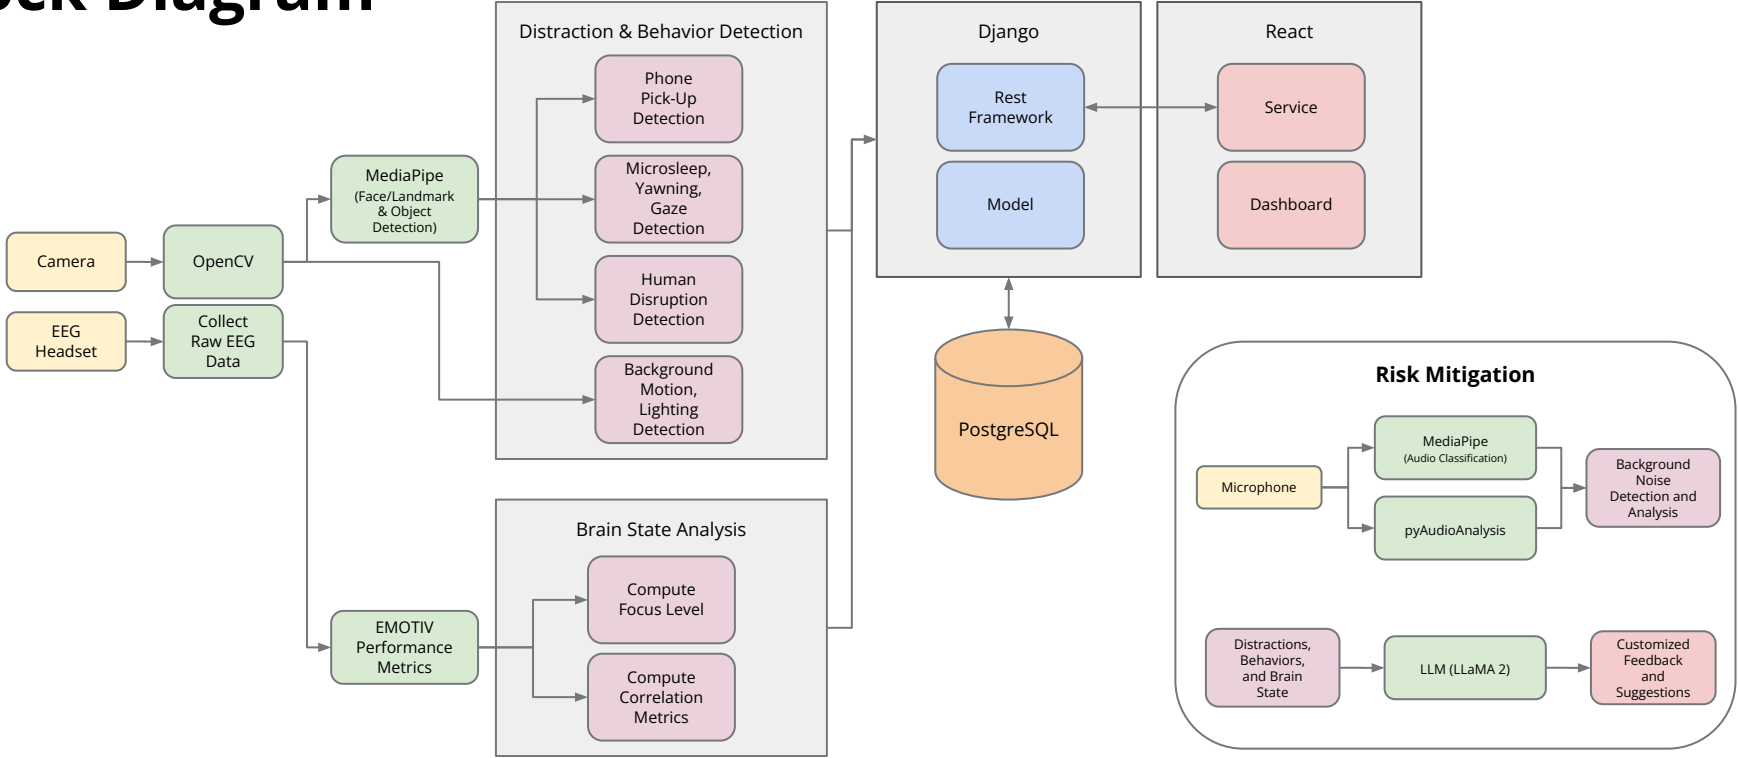 Diagram
Distraction & Behavior Detection
Phone
Pick-Up
Detection
Microsleep,
Yawning,
Gaze
Detection
Human
Disruption
Detection
Background
Motion,
Lighting
Detection
MediaPipe
(Face/Landmark
& Object
Detection)
Camera
OpenCV
EEG
Headset
Collect
Raw EEG
Data
EMOTIV
Performance
Metrics
Brain State Analysis
Compute
Focus Level
Compute
Correlation
Metrics
Django
Rest
Framework
Model
React
Service
Dashboard
PostgreSQL
Risk Mitigation
Microphone
MediaPipe
(Audio Classification)
pyAudioAnalysis
Background
Noise
Detection and
Analysis
Distractions,
Behaviors,
and Brain
State
LLM (LLaMA 2)
Customized
Feedback
and
Suggestions